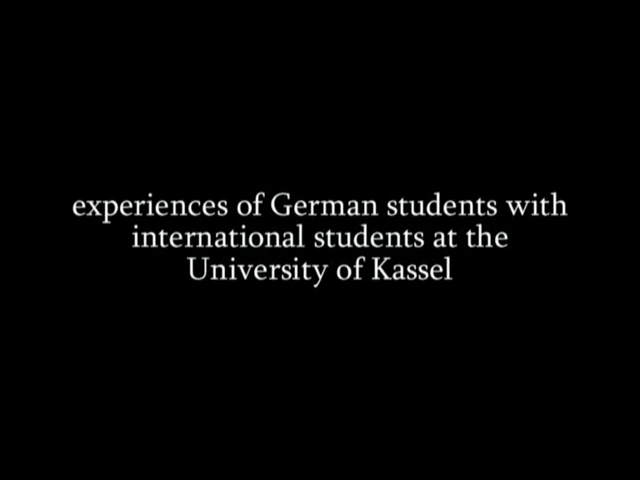 experiences of German students with
international students at the
University of Kassel